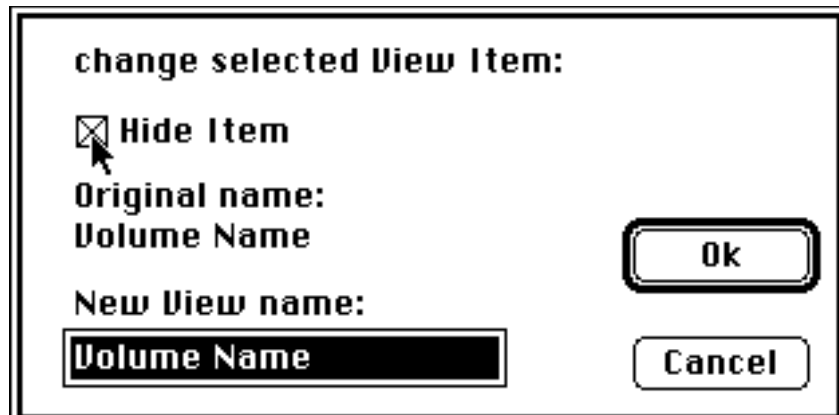 change selected View Item:
Hide Item
Original name:
Volume Name
Ok
New View name:
Volume Name
Cancel